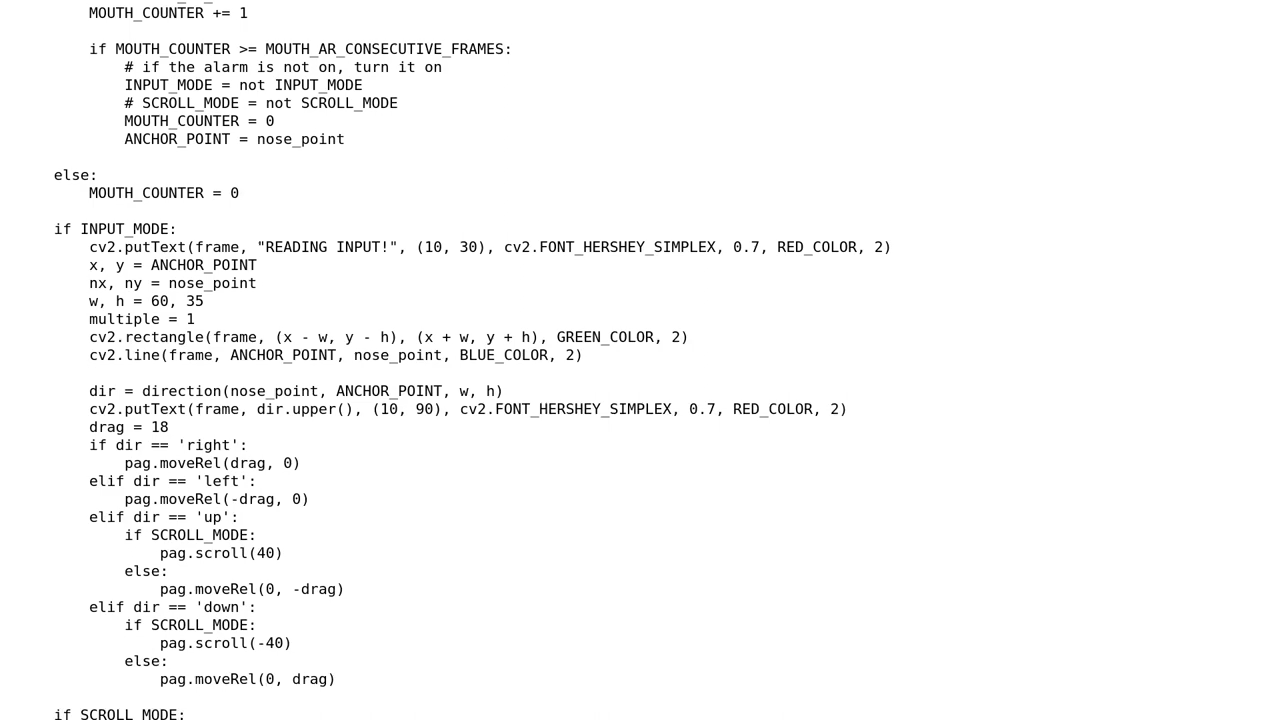 MOUTH_COUNTER += 1
if MOUTH_COUNTER >= MOUTH_AR_CONSECUTIVE_FRAMES:
# if the alarm is not on, turn it on
INPUT_MODE = not INPUT_MODE
# SCROLL_MODE = not SCROLL_MODE
MOUTH_COUNTER = 0
ANCHOR_POINT = nose_point
else:
MOUTH_COUNTER = 0
if INPUT_MODE:
cv2.putText(frame, "READING INPUT!", (10, 30), cv2.FONT_HERSHEY_SIMPLEX, 0.7, RED_COLOR, 2)
x, y = ANCHOR_POINT
nx, ny = nose_point
w, h = 60, 35
multiple = 1
cv2.rectangle(frame, (x - w, y - h), (x + w, y + h), GREEN_COLOR, 2)
cv2.line(frame, ANCHOR_POINT, nose_point, BLUE_COLOR, 2)
dir = direction(nose_point, ANCHOR_POINT, w, h)
cv2.putText(frame, dir.upper(), (10, 90), cv2.FONT_HERSHEY_SIMPLEX, 0.7, RED_COLOR, 2)
drag = 18
if dir == 'right':
pag.moveRel(drag, 0)
elif dir == 'left':
pag.moveRel(-drag, 0)
elif dir == 'up':
if SCROLL_MODE:
pag.scroll(40)
else:
pag.moveRel(0, -drag)
elif dir == 'down':
if SCROLL_MODE:
pag.scroll(-40)
else:
pag.moveRel(0, drag)
if SCROLL_MODE: